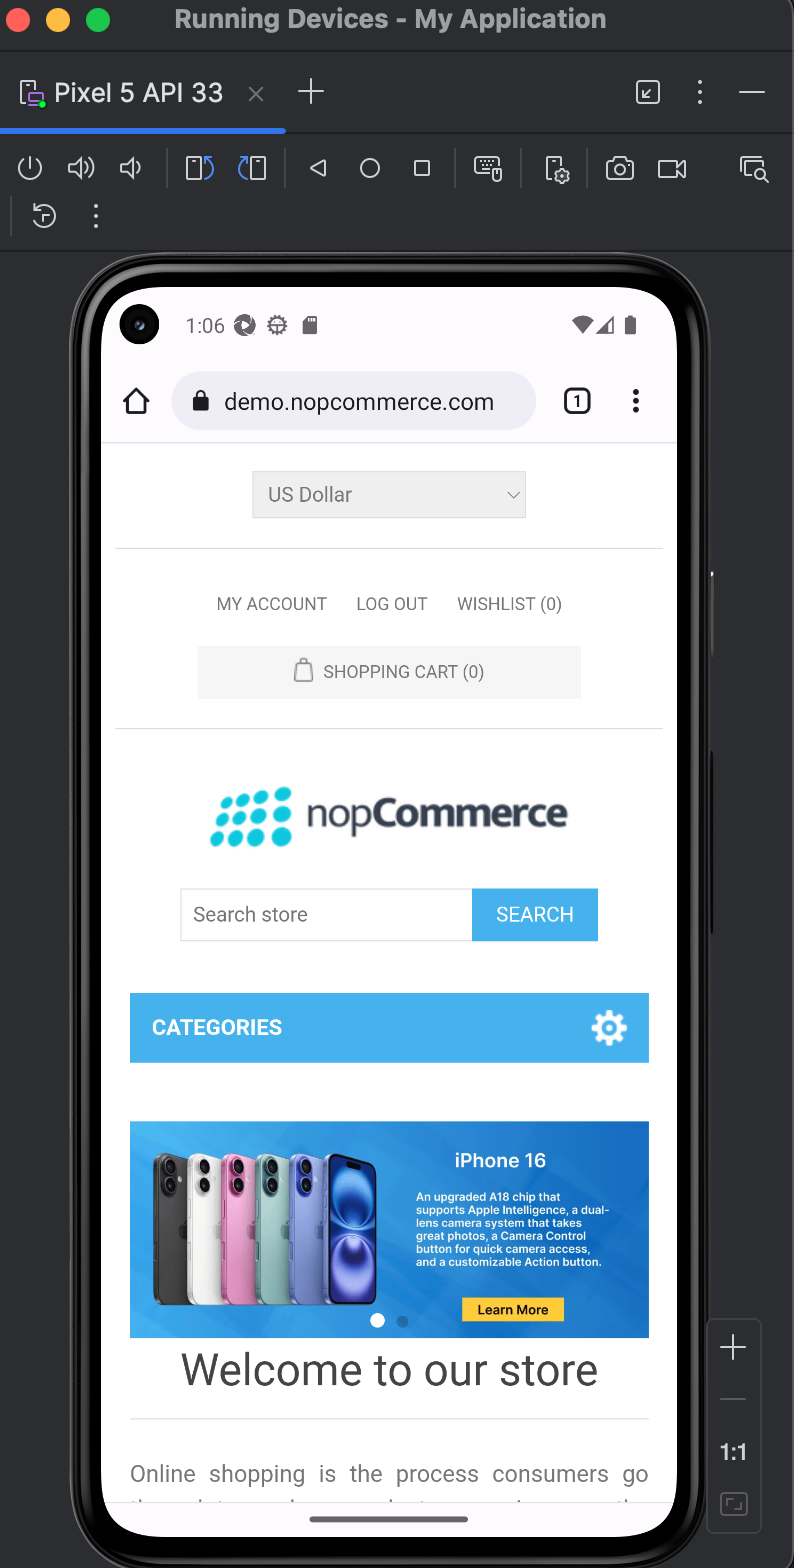 Running Devices - My Application
Pixel 5 API 33
1:06
demo.nopcommerce.com
1
US Dollar
MY ACCOUNT LOG OUT WISHLIST (0)
SHOPPING CART (0)
nopCommerce
Search store SEARCH
CATEGORIES
iPhone 16
An upgraded A18 chip that
supports Apple Intelligence, a dual-
lens camera system that takes
great photos, a Camera Control
button for quick camera access,
and a customizable Action button.
Learn More
Welcome to our store
1:1
Online shopping is the process consumers go